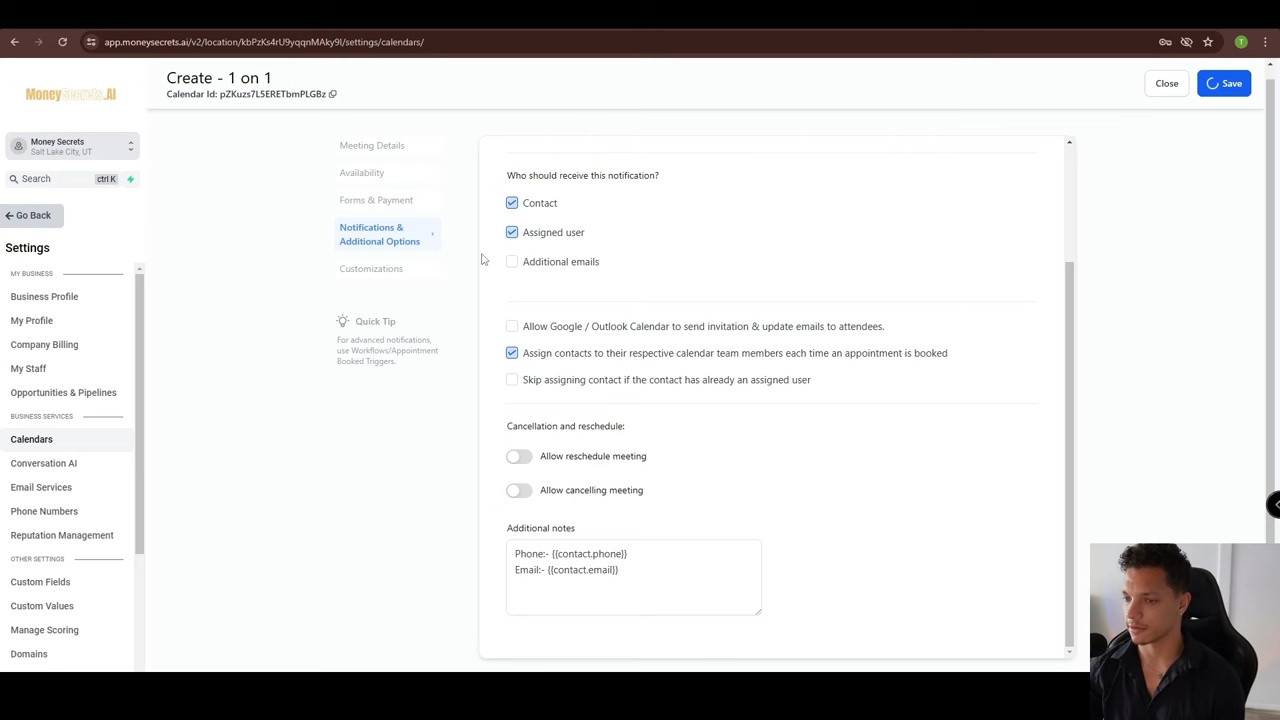 app.moneysecrets.ai/v2/location/kbPzKs4rU9yqqnMAky9I/settings/calendars/
T
MoneySecrets.AI
Money Secrets
Salt Lake City, UT
Search
ctrl K
Go Back
Settings
MY BUSINESS
Business Profile
My Profile
Company Billing
My Staff
Opportunities & Pipelines
BUSINESS SERVICES
Calendars
Conversation AI
Email Services
Phone Numbers
Reputation Management
OTHER SETTINGS
Custom Fields
Custom Values
Manage Scoring
Domains
Create - 1 on 1
Calendar Id: pZKuzs7L5ERETbmPLGBz
Close
Save
Meeting Details
Availability
Forms & Payment
Notifications &
Additional Options
Customizations
Quick Tip
For advanced notifications,
use Workflows/Appointment
Booked Triggers.
Who should receive this notification?
Contact
Assigned user
Additional emails
Allow Google / Outlook Calendar to send invitation & update emails to attendees.
Assign contacts to their respective calendar team members each time an appointment is booked
Skip assigning contact if the contact has already an assigned user
Cancellation and reschedule:
Allow reschedule meeting
Allow cancelling meeting
Additional notes
Phone:- {{contact.phone}}
Email:- {{contact.email}}